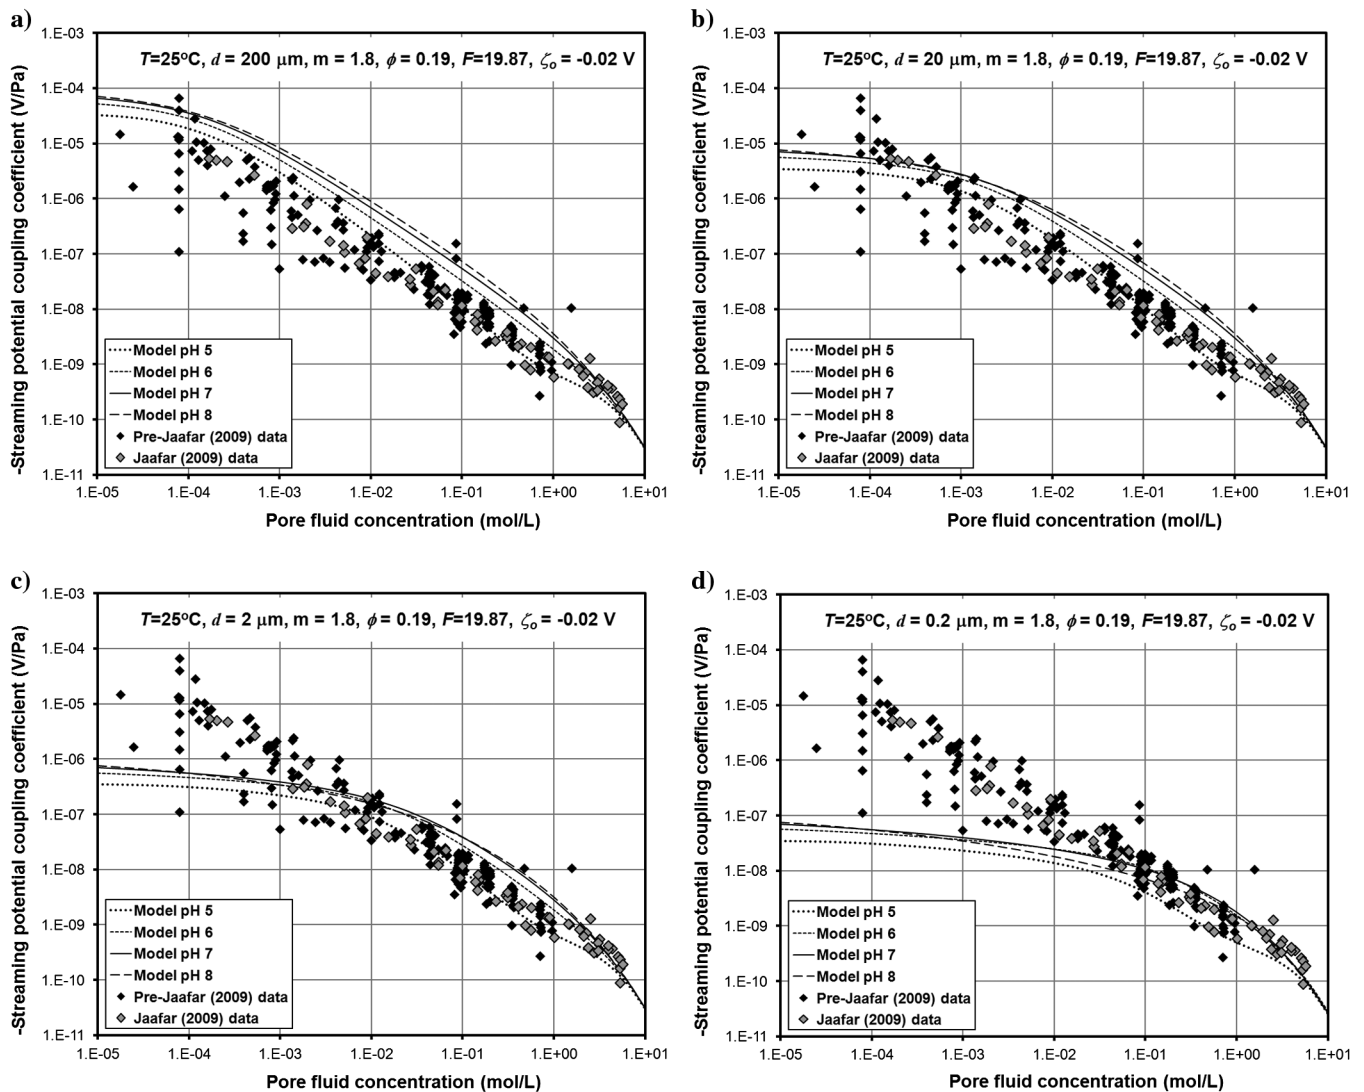 a)
-Streaming potential coupling coefficient (V/Pa)
1.E-03
1.E-04
1.E-05
1.E-06
1.E-07
1.E-08
1.E-09
1.E-10
1.E-11
T=25°C, d = 200 μm, m = 1.8, ϕ = 0.19, F=19.87, ζo = -0.02 V
Model pH 5
Model pH 6
Model pH 7
Model pH 8
Pre-Jaafar (2009) data
Jaafar (2009) data
1.E-05 1.E-04 1.E-03 1.E-02 1.E-01 1.E+00 1.E+01
Pore fluid concentration (mol/L)
b)
-Streaming potential coupling coefficient (V/Pa)
1.E-03
1.E-04
1.E-05
1.E-06
1.E-07
1.E-08
1.E-09
1.E-10
1.E-11
T=25°C, d = 20 μm, m = 1.8, ϕ = 0.19, F=19.87, ζo = -0.02 V
Model pH 5
Model pH 6
Model pH 7
Model pH 8
Pre-Jaafar (2009) data
Jaafar (2009) data
1.E-05 1.E-04 1.E-03 1.E-02 1.E-01 1.E+00 1.E+01
Pore fluid concentration (mol/L)
c)
-Streaming potential coupling coefficient (V/Pa)
1.E-03
1.E-04
1.E-05
1.E-06
1.E-07
1.E-08
1.E-09
1.E-10
1.E-11
T=25°C, d = 2 μm, m = 1.8, ϕ = 0.19, F=19.87, ζo = -0.02 V
Model pH 5
Model pH 6
Model pH 7
Model pH 8
Pre-Jaafar (2009) data
Jaafar (2009) data
1.E-05 1.E-04 1.E-03 1.E-02 1.E-01 1.E+00 1.E+01
Pore fluid concentration (mol/L)
d)
-Streaming potential coupling coefficient (V/Pa)
1.E-03
1.E-04
1.E-05
1.E-06
1.E-07
1.E-08
1.E-09
1.E-10
1.E-11
T=25°C, d = 0.2 μm, m = 1.8, ϕ = 0.19, F=19.87, ζo = -0.02 V
Model pH 5
Model pH 6
Model pH 7
Model pH 8
Pre-Jaafar (2009) data
Jaafar (2009) data
1.E-05 1.E-04 1.E-03 1.E-02 1.E-01 1.E+00 1.E+01
Pore fluid concentration (mol/L)